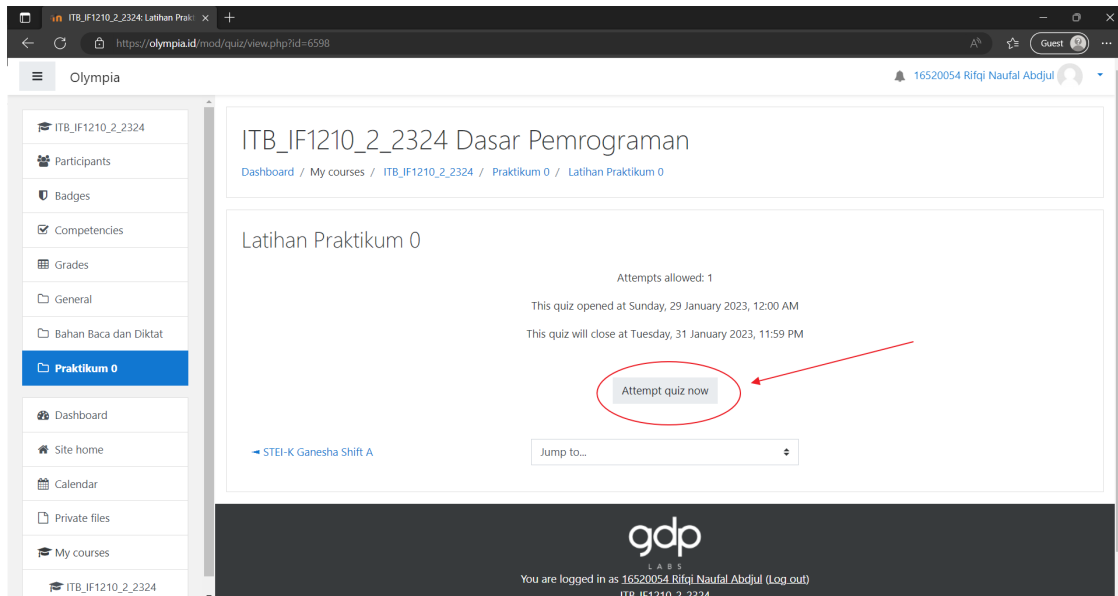 ITB_IF1210_2_2324: Latihan Prakt
https://olympia.id/mod/quiz/view.php?id=6598
Guest
Olympia
16520054 Rifqi Naufal Abdjul
ITB_IF1210_2_2324
Participants
Badges
Competencies
Grades
General
Bahan Baca dan Diktat
Praktikum 0
Dashboard
Site home
Calendar
Private files
My courses
ITB_IF1210_2_2324
ITB_IF1210_2_2324 Dasar Pemrograman
Dashboard / My courses / ITB_IF1210_2_2324 / Praktikum 0 / Latihan Praktikum 0
Latihan Praktikum 0
Attempts allowed: 1
This quiz opened at Sunday, 29 January 2023, 12:00 AM
This quiz will close at Tuesday, 31 January 2023, 11:59 PM
Attempt quiz now
◄ STEI-K Ganesha Shift A
Jump to...
gdp
LABS
You are logged in as 16520054 Rifqi Naufal Abdjul (Log out)
ITB_IF1210_2_2324